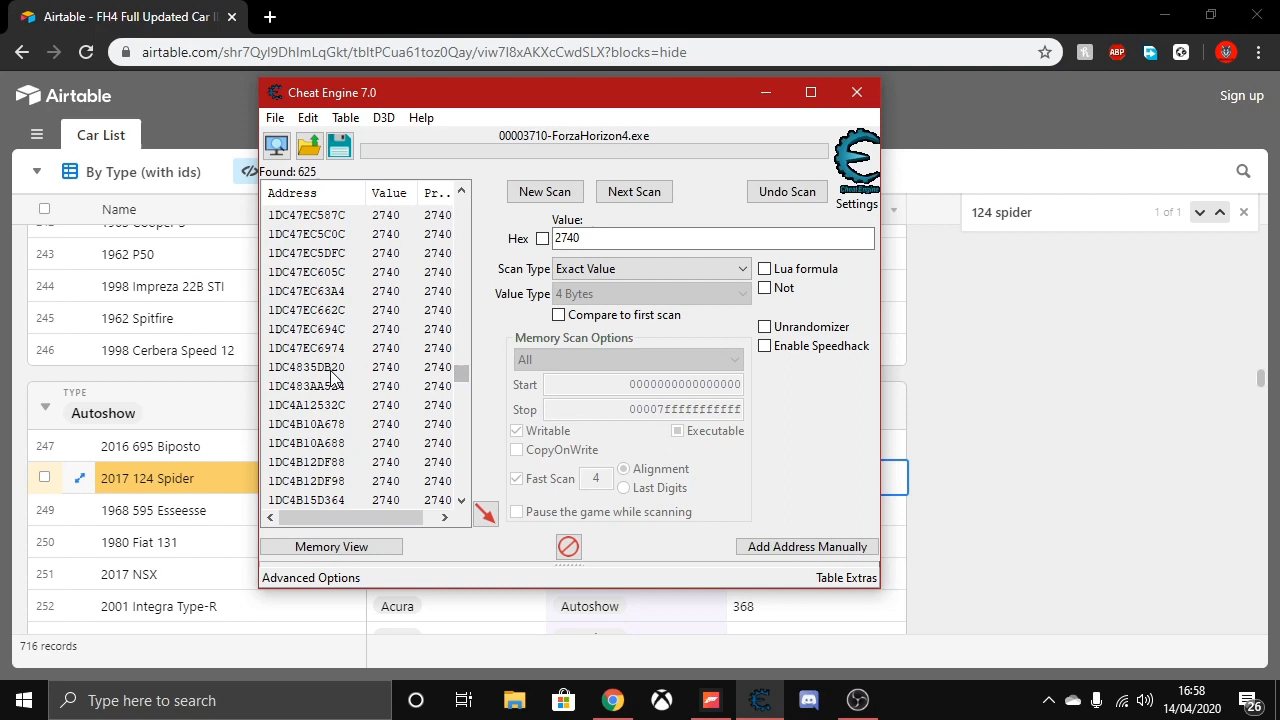 Airtable - FH4 Full Updated Car I
airtable.com/shr7Qyl9DhImLqGkt/tbltPCua61toz0Qay/viw7l8xAKXcCwdSLX?blocks=hide
ABP
Airtable
Sign up
Car List
By Type (with ids)
Name
124 spider
1 of 1
243 1962 P50
244 1998 Impreza 22B STI
245 1962 Spitfire
246 1998 Cerbera Speed 12
TYPE
Autoshow
247 2016 695 Biposto
2017 124 Spider
249 1968 595 Esseesse
250 1980 Fiat 131
251 2017 NSX
252 2001 Integra Type-R Acura Autoshow 368
716 records
Cheat Engine 7.0
File Edit Table D3D Help
00003710-ForzaHorizon4.exe
Found: 625
Cheat Engine
Settings
Address Value Pr..
1DC47EC587C 2740 2740
1DC47EC5C0C 2740 2740
1DC47EC5DFC 2740 2740
1DC47EC605C 2740 2740
1DC47EC63A4 2740 2740
1DC47EC662C 2740 2740
1DC47EC694C 2740 2740
1DC47EC6974 2740 2740
1DC4835DB20 2740 2740
2740 2740
1DC4A12532C 2740 2740
1DC4B10A678 2740 2740
1DC4B10A688 2740 2740
1DC4B12DF88 2740 2740
1DC4B12DF98 2740 2740
1DC4B15D364 2740 2740
New Scan Next Scan Undo Scan
Value:
Hex 2740
Scan Type Exact Value
Value Type 4 Bytes
Compare to first scan
Lua formula
Not
Unrandomizer
Enable Speedhack
Memory Scan Options
All
Start 0000000000000000
Stop 00007fffffffffff
Writable Executable
CopyOnWrite
Fast Scan 4 Alignment
Last Digits
Pause the game while scanning
Memory View
Add Address Manually
Advanced Options
Table Extras
Type here to search
16:58
14/04/2020
26